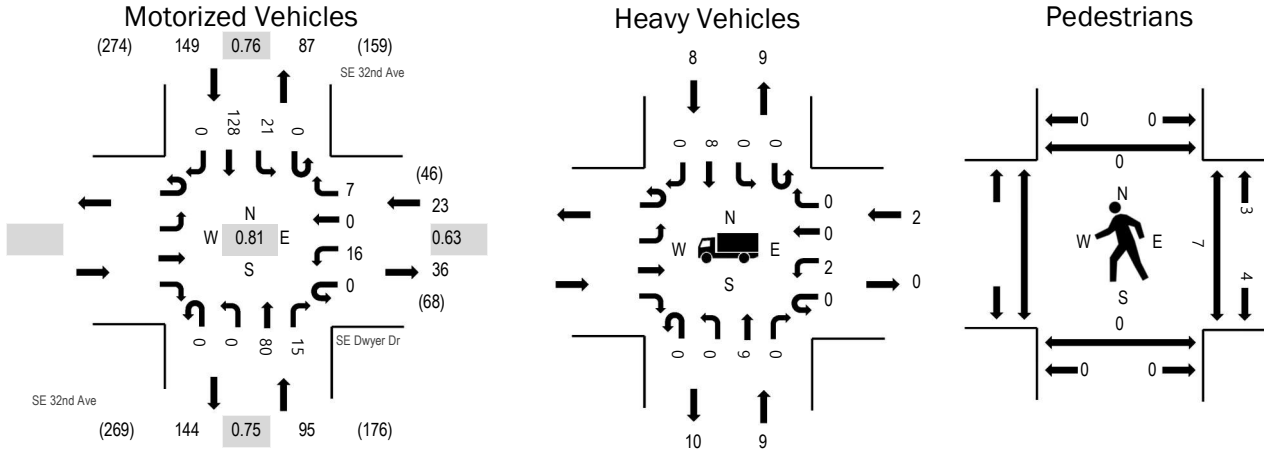 Motorized Vehicles
(274) 149 0.76 87 (159)
SE 32nd Ave
0 128 21 0
(46)
7
23
0
N
W 0.81 E
S
0.63
16
36
0
(68)
0 0 80 15
SE Dwyer Dr
SE 32nd Ave
(269) 144 0.75 95 (176)
Heavy Vehicles
8 9
0 8 0 0
0
2
0
N
W E
S
2
0
0
0 0 9 0
10 9
Pedestrians
0 0
0
3
N
W E
S
7
4
0
0 0